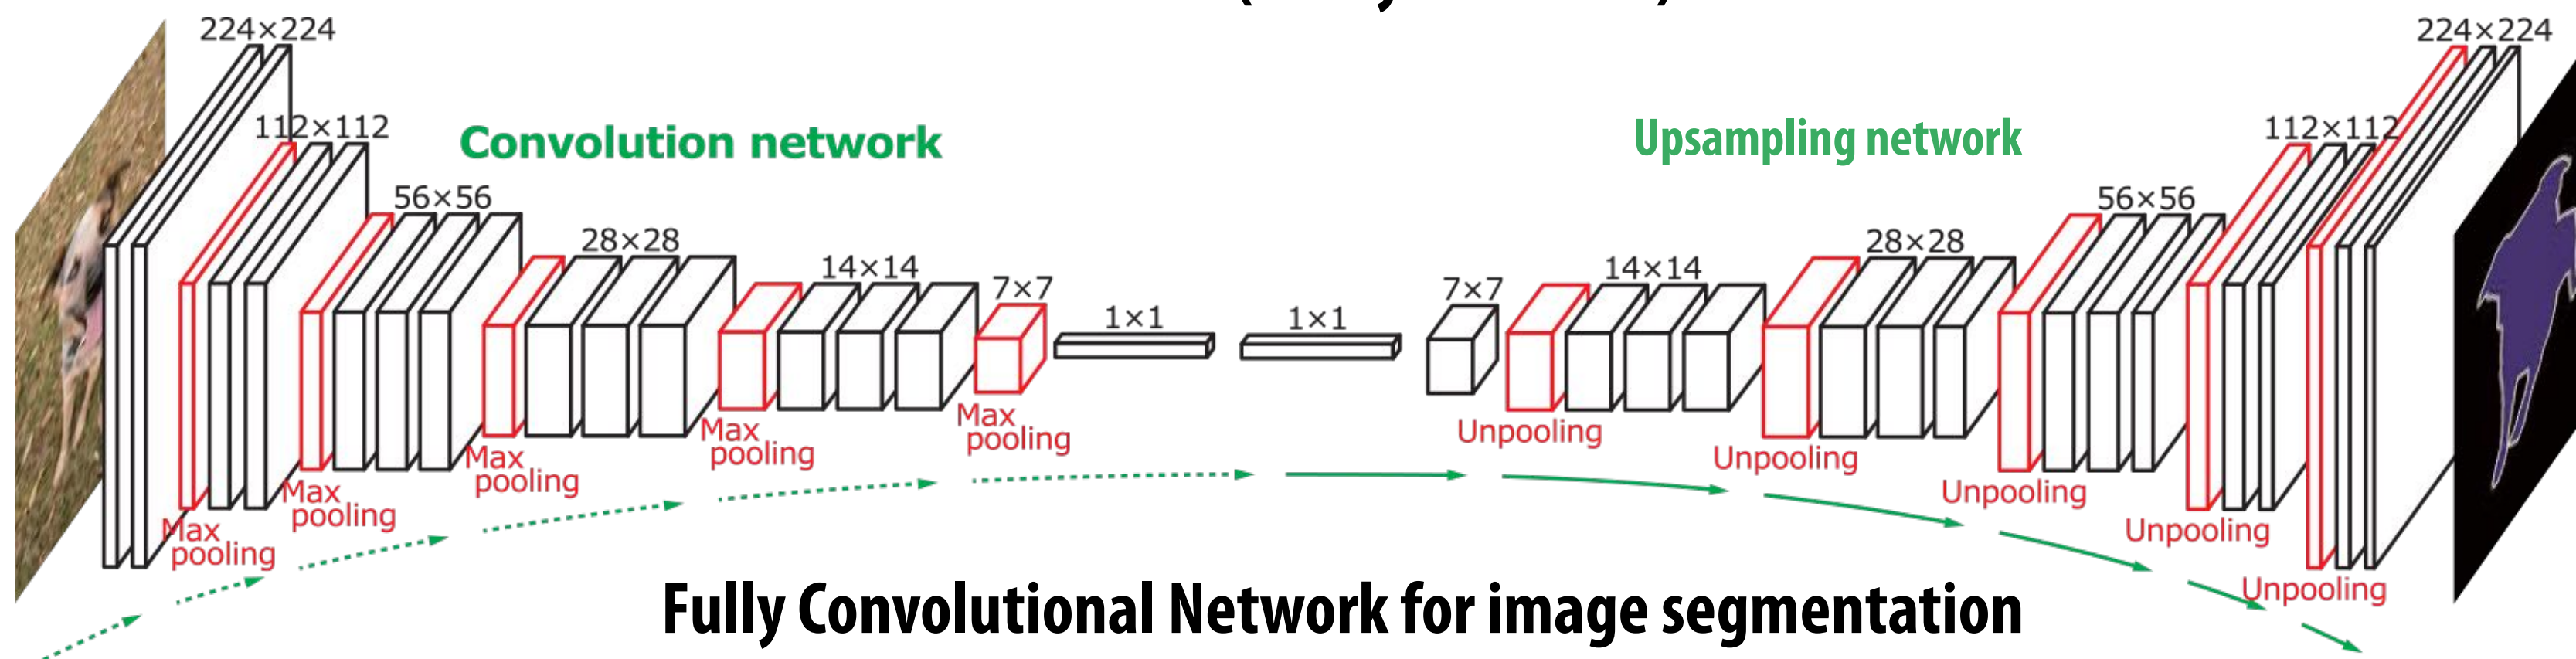 224×224
224×224
112×112
Convolution network
Upsampling network
112×112
56×56
56×56
28×28
28×28
14×14
14×14
7×7
7×7
1×1
1×1
Max
pooling
Max
pooling
Max
pooling
Max
pooling
Max
pooling
Unpooling
Unpooling
Unpooling
Unpooling
Unpooling
Fully Convolutional Network for image segmentation